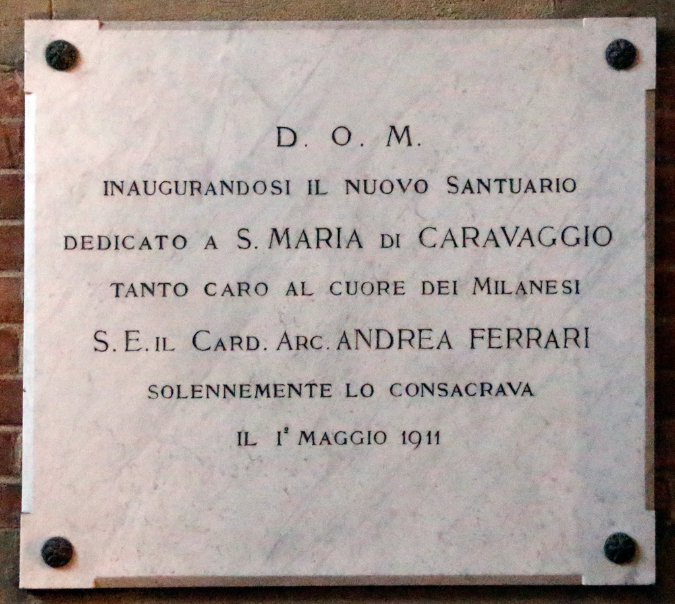 D. O. M.
INAUGURANDOSI IL NUOVO SANTUARIO
DEDICATO A S. MARIA DI CARAVAGGIO
TANTO CARO AL CUORE DEI MILANESI
S. E. IL CARD. ARC. ANDREA FERRARI
SOLENNEMENTE LO CONSACRAVA
IL 1º MAGGIO 1911